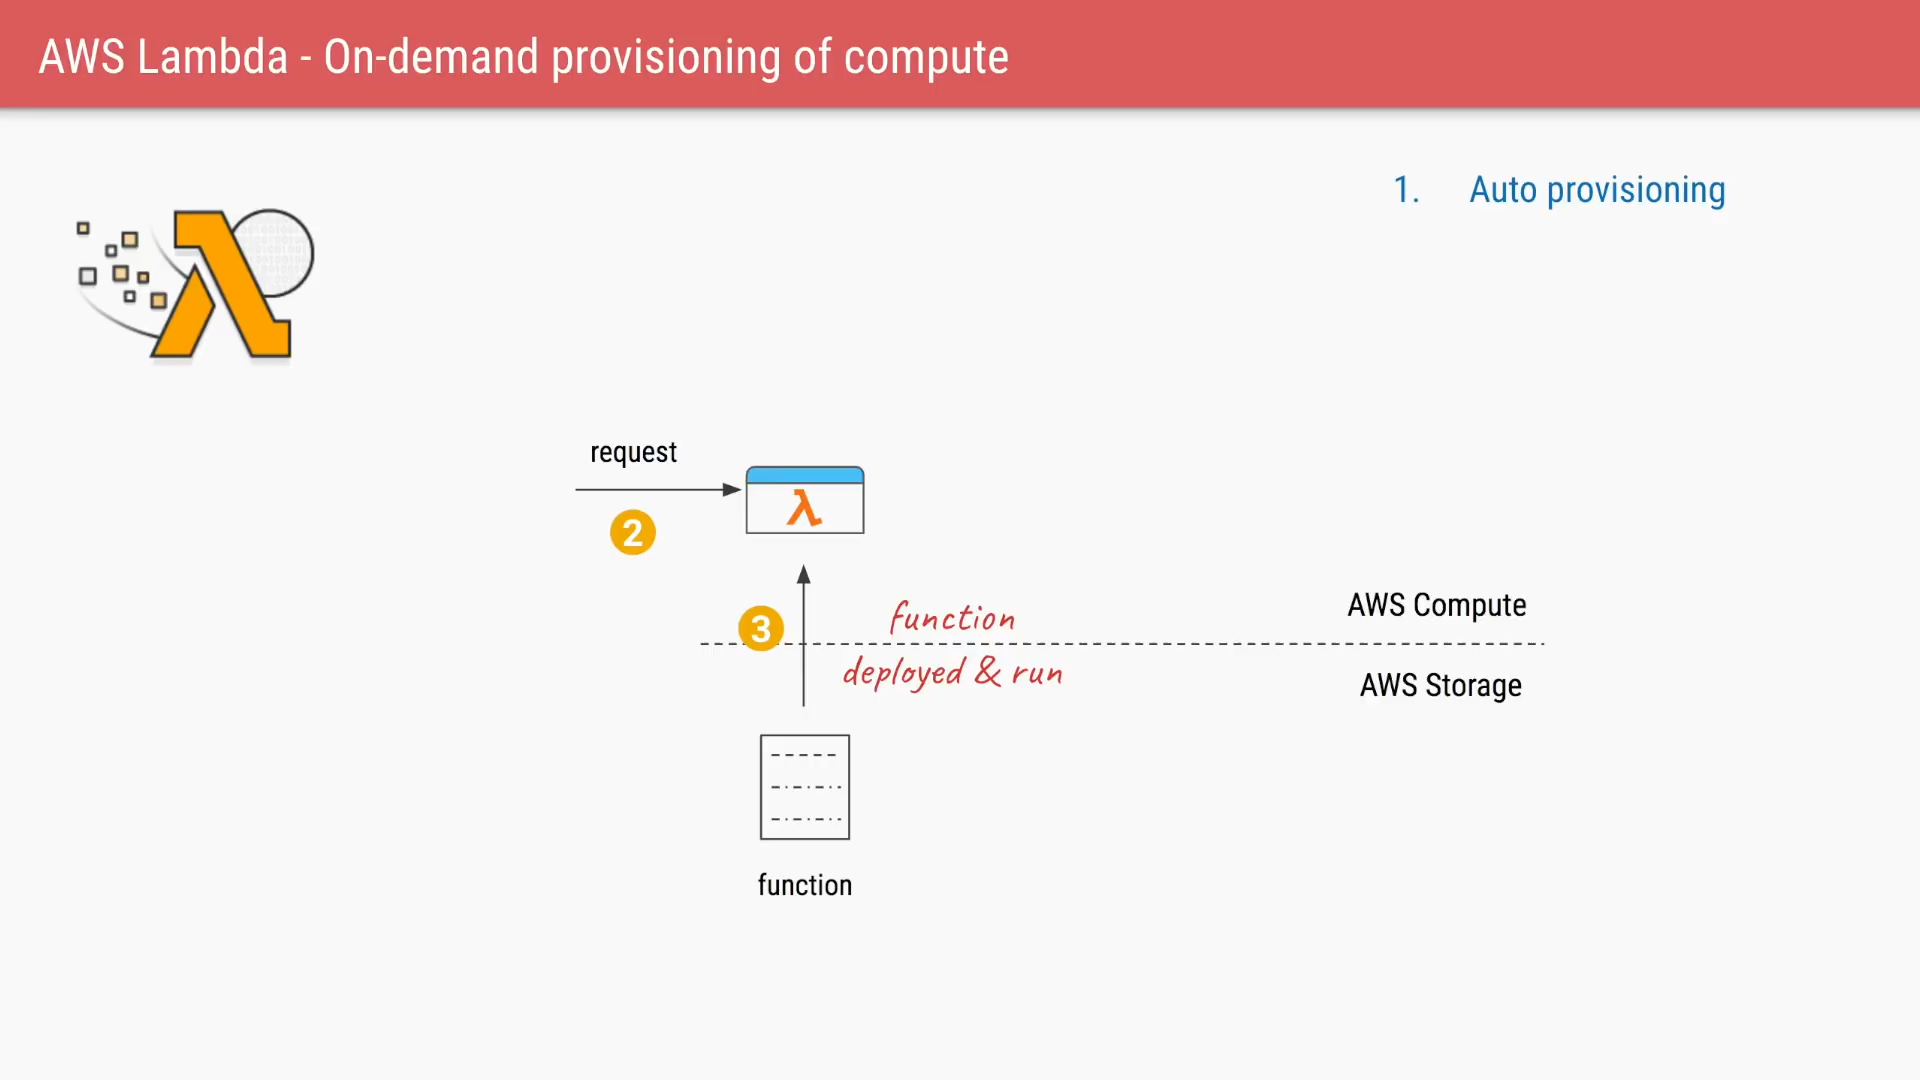 AWS Lambda - On-demand provisioning of compute
1. Auto provisioning
request
2
3
function
deployed & run
AWS Compute
AWS Storage
function